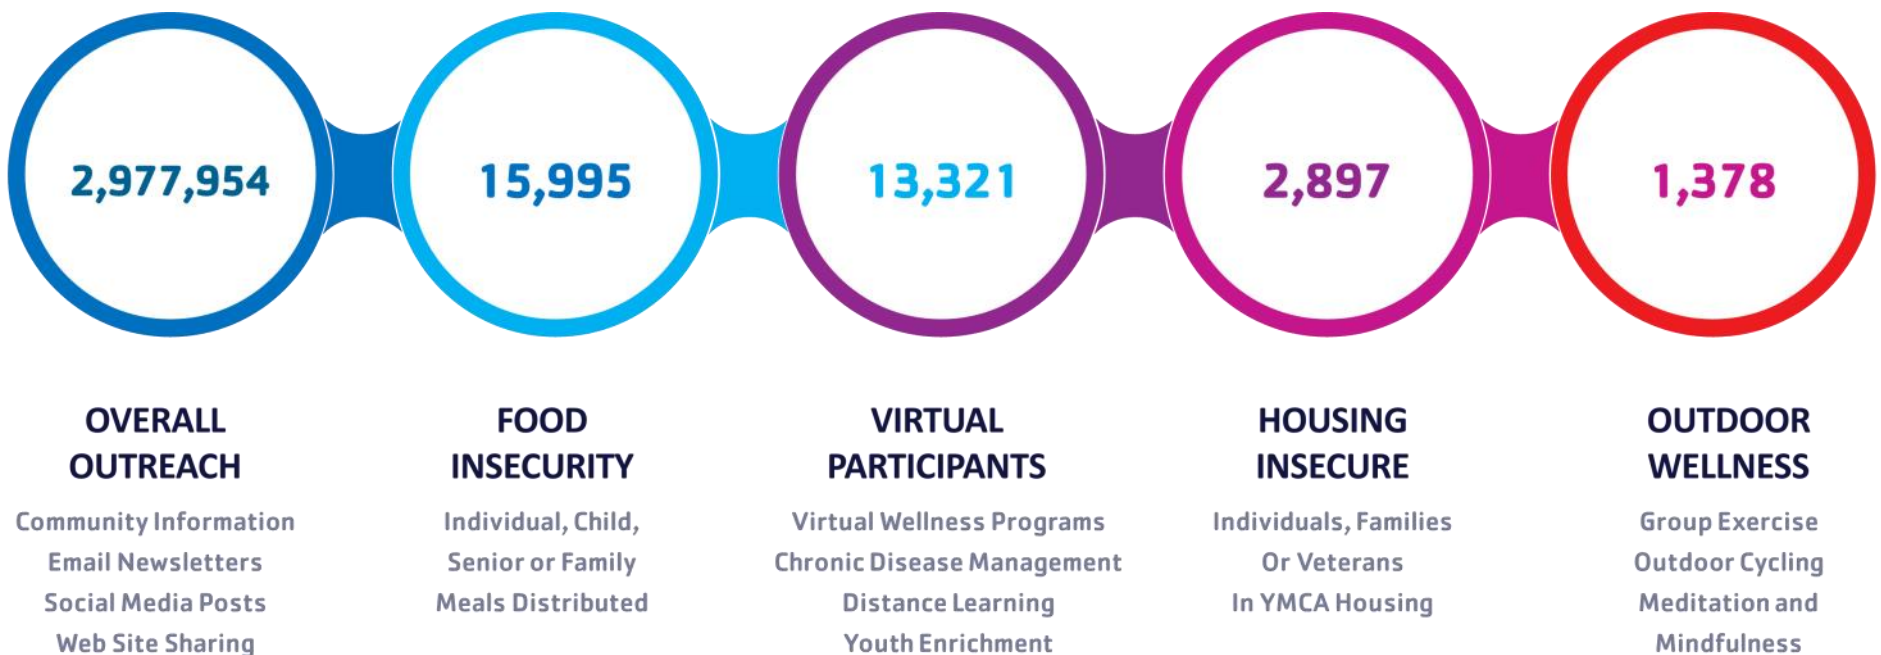 2,977,954
15,995
13,321
2,897
1,378
OVERALL
OUTREACH
Community Information
Email Newsletters
Social Media Posts
Web Site Sharing
FOOD
INSECURITY
Individual, Child,
Senior or Family
Meals Distributed
VIRTUAL
PARTICIPANTS
Virtual Wellness Programs
Chronic Disease Management
Distance Learning
Youth Enrichment
HOUSING
INSECURE
Individuals, Families
Or Veterans
In YMCA Housing
OUTDOOR
WELLNESS
Group Exercise
Outdoor Cycling
Meditation and
Mindfulness